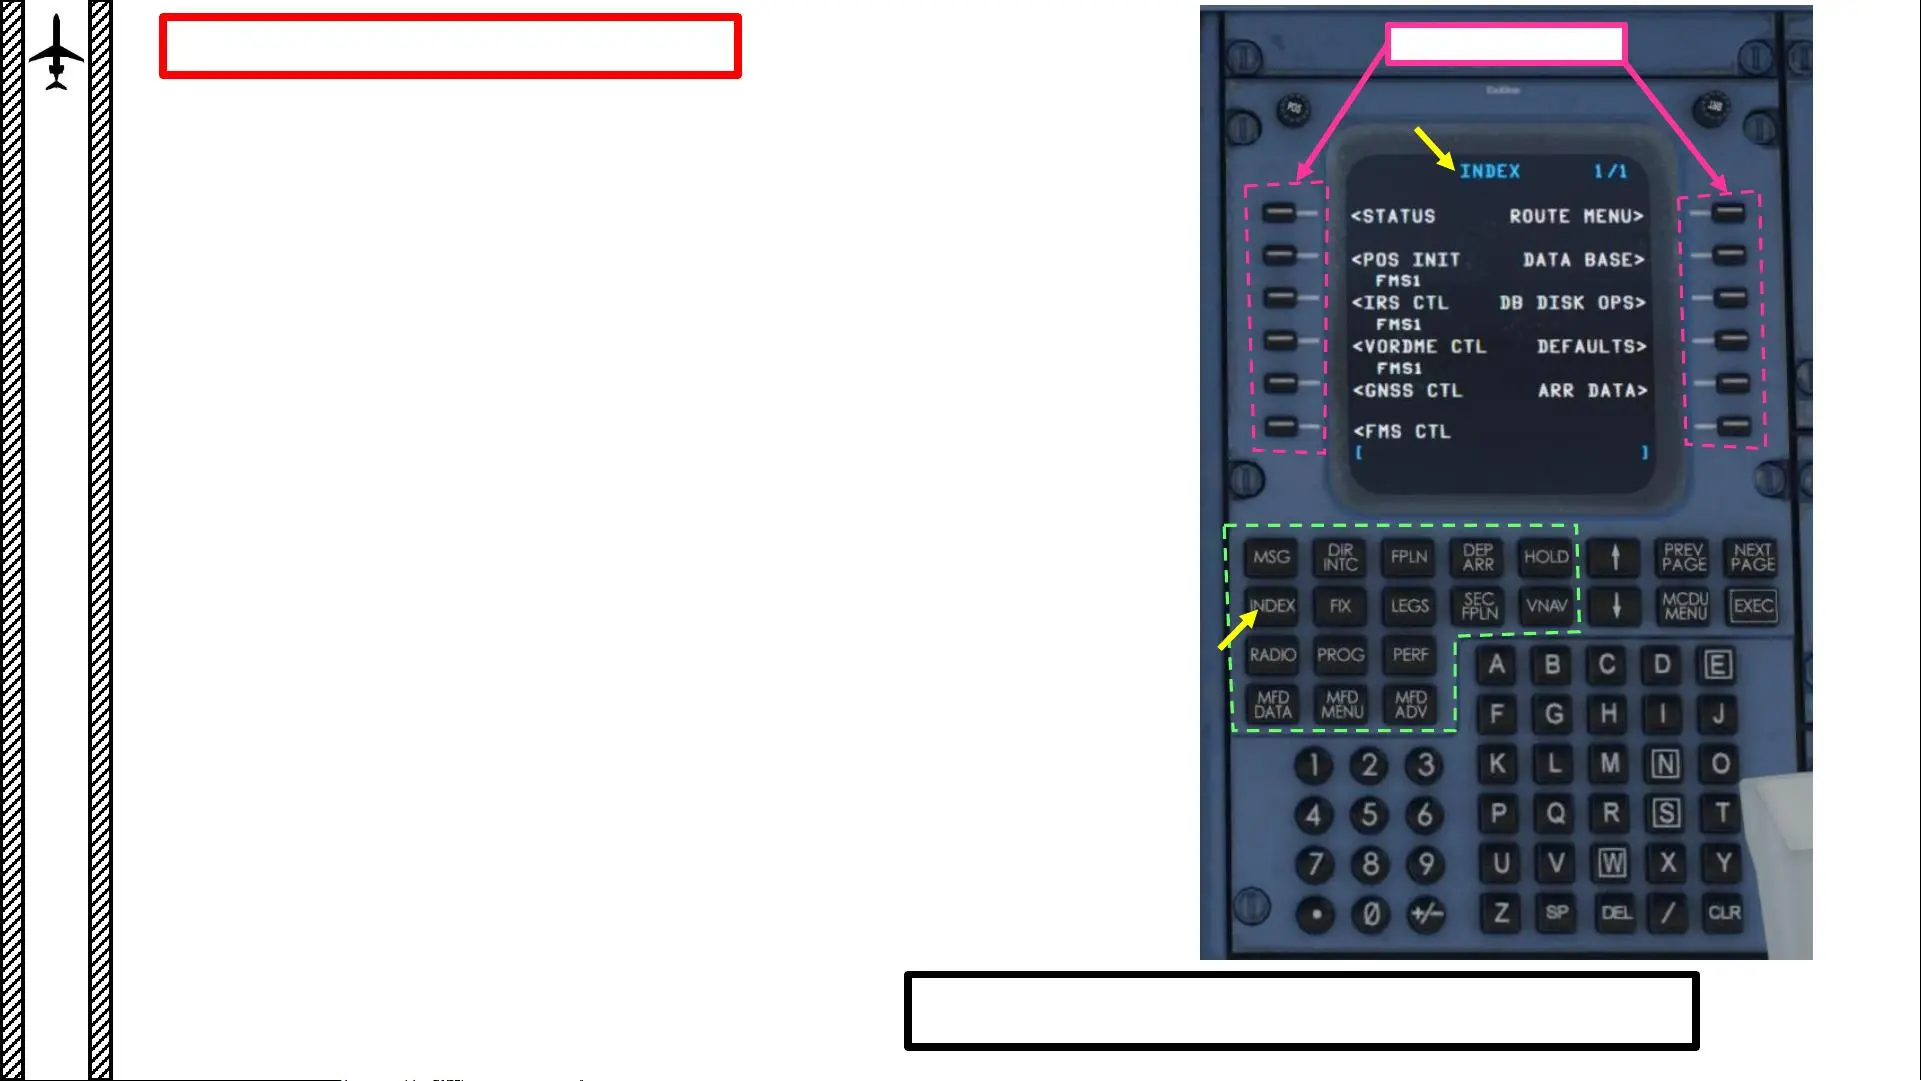 POS
BRT
INDEX 1/1
<STATUS ROUTE MENU>
<POS INIT DATA BASE>
FMS1
<IRS CTL DB DISK OPS>
FMS1
<VORDME CTL DEFAULTS>
FMS1
<GNSS CTL ARR DATA>
<FMS CTL
[ ]
MSG DIR INTC FPLN DEP ARR HOLD ↑ PREV PAGE NEXT PAGE
INDEX FIX LEGS SEC FPLN VNAV ↓ MCDU MENU EXEC
RADIO PROG PERF
MFD DATA MFD MENU MFD ADV
A B C D E
F G H I J
1 2 3 K L M N O
4 5 6 P Q R S T
7 8 9 U V W X Y
• 0 +/- Z SP DEL / CLR